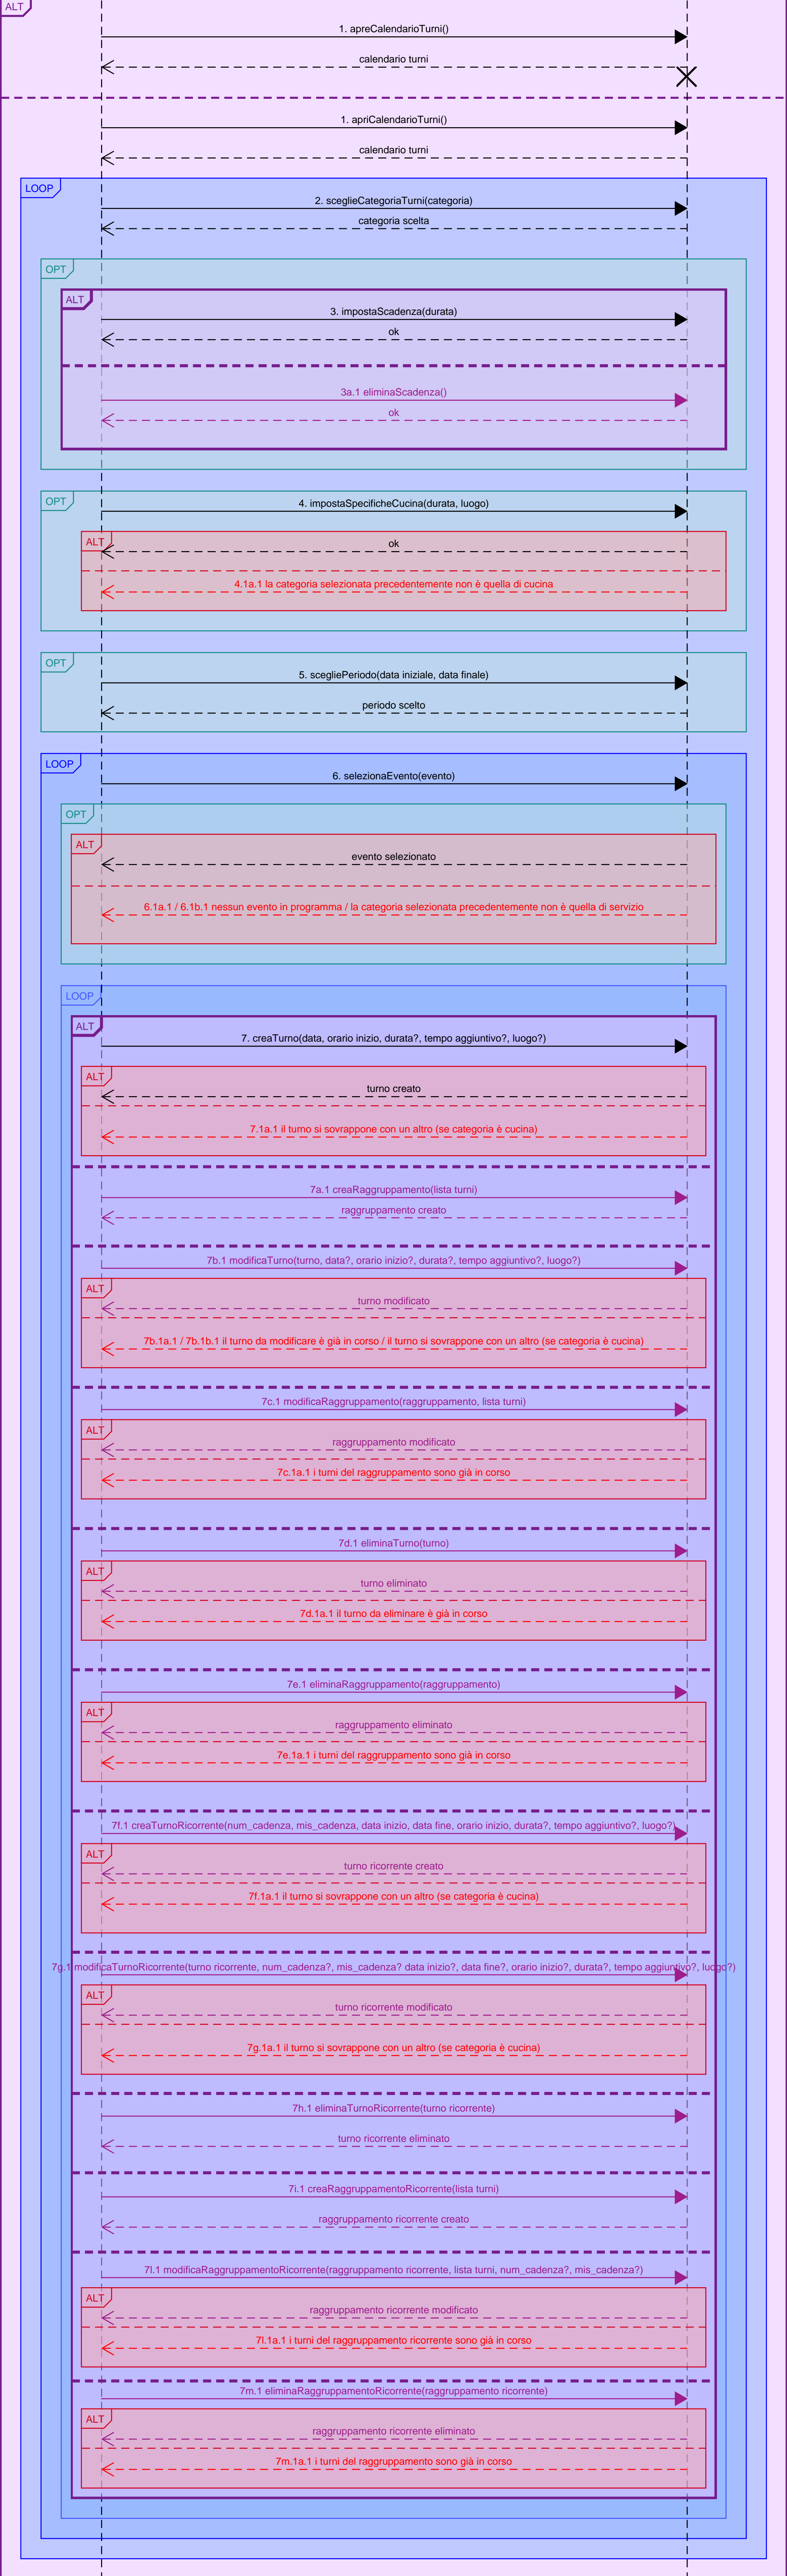 ALT
1. apreCalendarioTurni()
calendario turni
1. apriCalendarioTurni()
calendario turni
LOOP
2. sceglieCategoriaTurni(categoria)
categoria scelta
OPT
ALT
3. impostaScadenza(durata)
ok
3a.1 eliminaScadenza()
ok
OPT
4. impostaSpecificheCucina(durata, luogo)
ALT
ok
4.1a.1 la categoria selezionata precedentemente non è quella di cucina
OPT
5. scegliePeriodo(data iniziale, data finale)
periodo scelto
LOOP
6. selezionaEvento(evento)
OPT
ALT
evento selezionato
6.1a.1 / 6.1b.1 nessun evento in programma / la categoria selezionata precedentemente non è quella di servizio
LOOP
ALT
7. creaTurno(data, orario inizio, durata?, tempo aggiuntivo?, luogo?)
ALT
turno creato
7.1a.1 il turno si sovrappone con un altro (se categoria è cucina)
7a.1 creaRaggruppamento(lista turni)
raggruppamento creato
7b.1 modificaTurno(turno, data?, orario inizio?, durata?, tempo aggiuntivo?, luogo?)
ALT
turno modificato
7b.1a.1 / 7b.1b.1 il turno da modificare è già in corso / il turno si sovrappone con un altro (se categoria è cucina)
7c.1 modificaRaggruppamento(raggruppamento, lista turni)
ALT
raggruppamento modificato
7c.1a.1 i turni del raggruppamento sono già in corso
7d.1 eliminaTurno(turno)
ALT
turno eliminato
7d.1a.1 il turno da eliminare è già in corso
7e.1 eliminaRaggruppamento(raggruppamento)
ALT
raggruppamento eliminato
7e.1a.1 i turni del raggruppamento sono già in corso
7f.1 creaTurnoRicorrente(num_cadenza, mis_cadenza, data inizio, data fine, orario inizio, durata?, tempo aggiuntivo?, luogo?)
ALT
turno ricorrente creato
7f.1a.1 il turno si sovrappone con un altro (se categoria è cucina)
7g.1 modificaTurnoRicorrente(turno ricorrente, num_cadenza?, mis_cadenza? data inizio?, data fine?, orario inizio?, durata?, tempo aggiuntivo?, luogo?)
ALT
turno ricorrente modificato
7g.1a.1 il turno si sovrappone con un altro (se categoria è cucina)
7h.1 eliminaTurnoRicorrente(turno ricorrente)
turno ricorrente eliminato
7i.1 creaRaggruppamentoRicorrente(lista turni)
raggruppamento ricorrente creato
7l.1 modificaRaggruppamentoRicorrente(raggruppamento ricorrente, lista turni, num_cadenza?, mis_cadenza?)
ALT
raggruppamento ricorrente modificato
7l.1a.1 i turni del raggruppamento ricorrente sono già in corso
7m.1 eliminaRaggruppamentoRicorrente(raggruppamento ricorrente)
ALT
raggruppamento ricorrente eliminato
7m.1a.1 i turni del raggruppamento sono già in corso